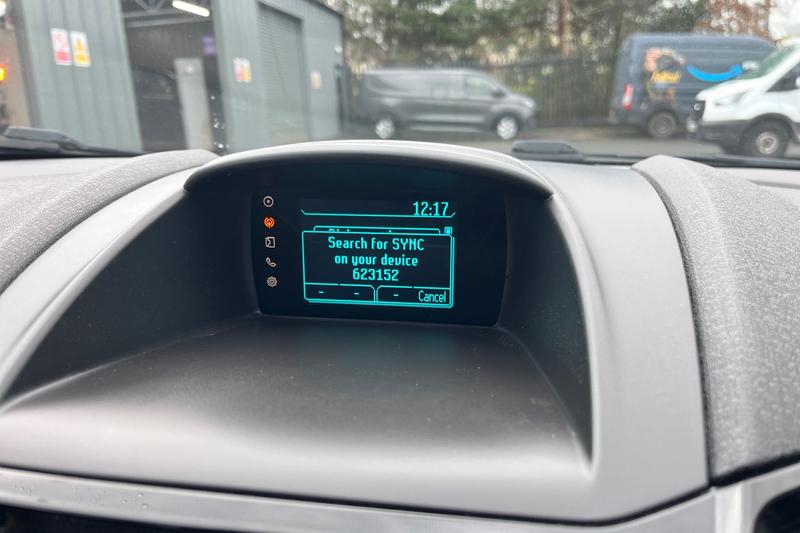 12:17
Search for SYNC
on your device
623152
- - - Cancel